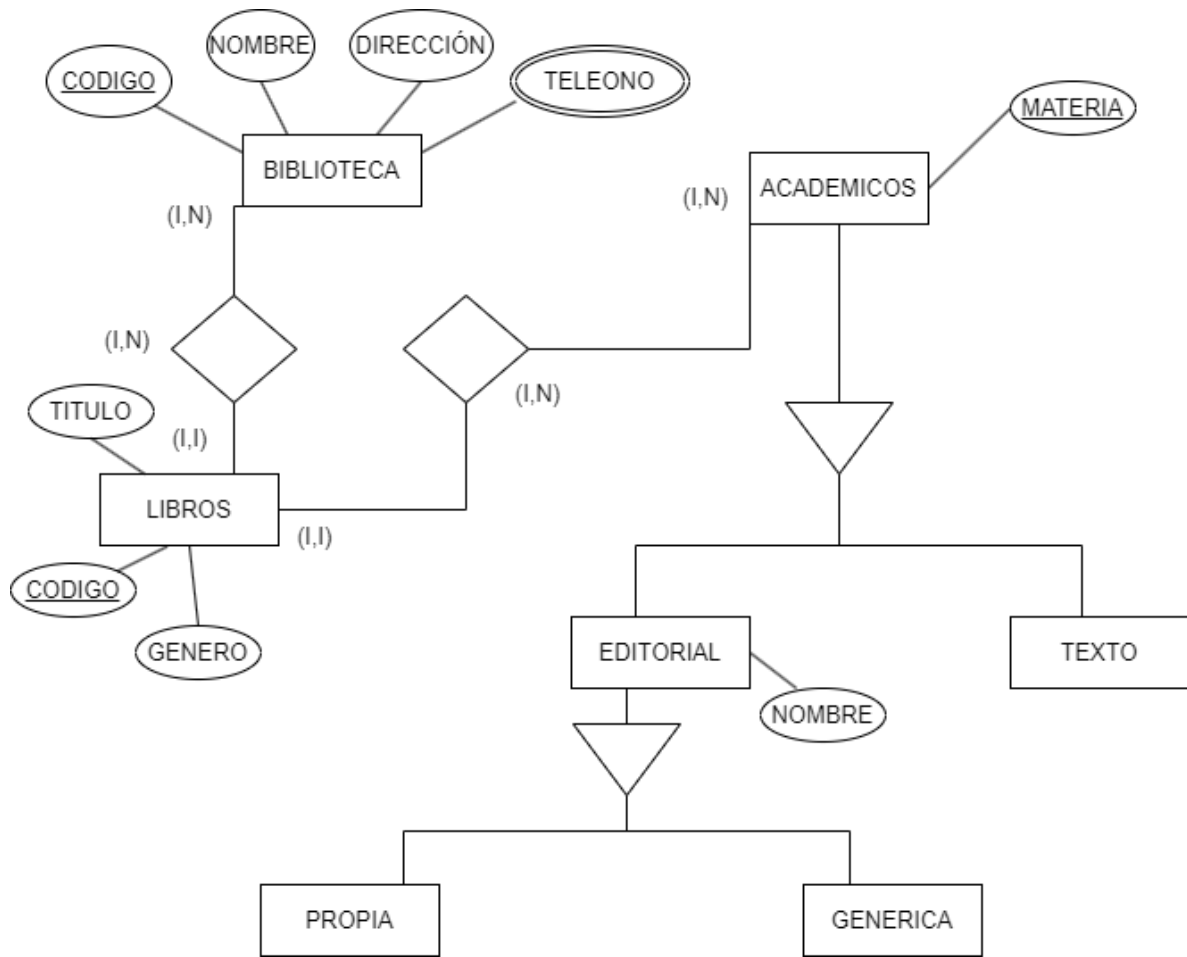 NOMBRE
DIRECCIÓN
CODIGO
TELEONO
MATERIA
BIBLIOTECA
ACADEMICOS
(I,N)
(I,N)
(I,N)
(I,N)
TITULO
(I,I)
LIBROS
(I,I)
CODIGO
GENERO
EDITORIAL
TEXTO
NOMBRE
PROPIA
GENERICA